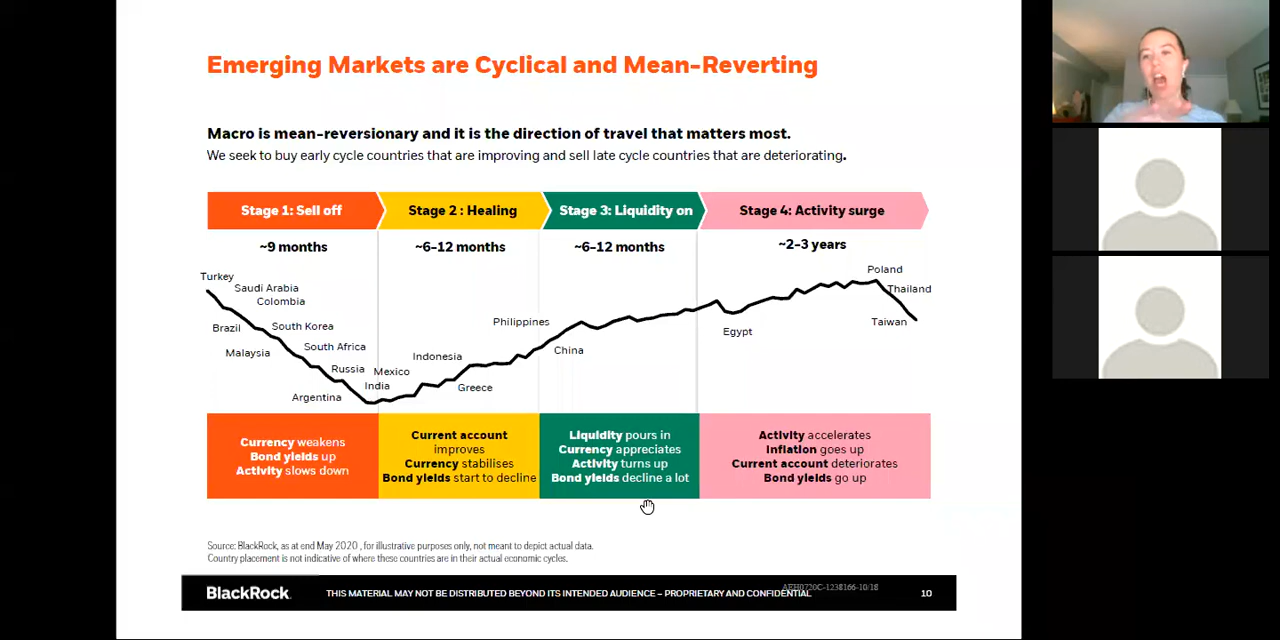 Emerging Markets are Cyclical and Mean-Reverting
Macro is mean-reversionary and it is the direction of travel that matters most.
We seek to buy early cycle countries that are improving and sell late cycle countries that are deteriorating.
Stage 1: Sell off
Stage 2 : Healing
Stage 3: Liquidity on
Stage 4: Activity surge
~9 months
~6-12 months
~6-12 months
~2-3 years
Turkey
Saudi Arabia
Colombia
Brazil
South Korea
Malaysia
South Africa
Russia
Mexico
India
Argentina
Indonesia
Greece
Philippines
China
Egypt
Poland
Thailand
Taiwan
Currency weakens
Bond yields up
Activity slows down
Current account
improves
Currency stabilises
Bond yields start to decline
Liquidity pours in
Currency appreciates
Activity turns up
Bond yields decline a lot
Activity accelerates
Inflation goes up
Current account deteriorates
Bond yields go up
Source: BlackRock, as at end May 2020 , for illustrative purposes only, not meant to depict actual data.
Country placement is not indicative of where those countries are in their actual economic cycles.
BlackRock.
THIS MATERIAL MAY NOT BE DISTRIBUTED BEYOND ITS INTENDED AUDIENCE – PROPRIETARY AND CONFIDENTIAL
AEH0720C-1238166-10/18
10